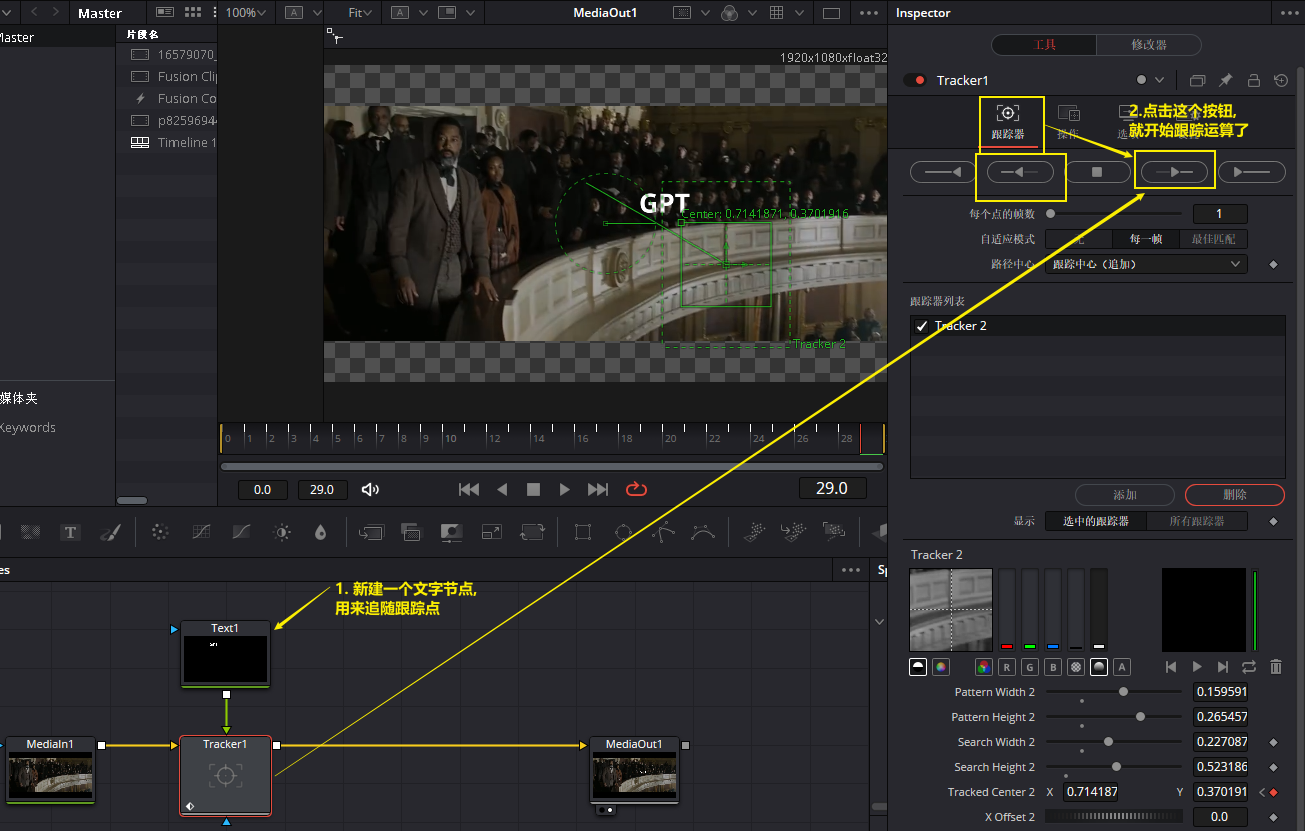 Master
100%
A
Fit
A
MediaOut1
Inspector
Master
片段名
16579070_
Fusion Clip
Fusion Co
p8259694
Timeline 1
媒体夹
Keywords
1920x1080xfloat32
GPT
Center: 0.7141871, 0.3701916
Tracker 2
工具
修改器
Tracker1
跟踪器
操作
2.点击这个按钮,
就开始跟踪运算了
每个点的帧数
1
自适应模式
无
每一帧
最佳匹配
路径中心
跟踪中心（追加）
跟踪器列表
Tracker 2
添加
删除
显示
选中的跟踪器
所有跟踪器
0 1 2 3 4 5 6 7 8 9 10 12 14 16 18 20 22 24 26 28
0.0
29.0
29.0
T
es
Sp
1. 新建一个文字节点,
用来追随跟踪点
Text1
MediaIn1
Tracker1
MediaOut1
Tracker 2
R
G
B
A
Pattern Width 2
0.159591
Pattern Height 2
0.265457
Search Width 2
0.227087
Search Height 2
0.523186
Tracked Center 2 X 0.714187 Y 0.370191
X Offset 2
0.0